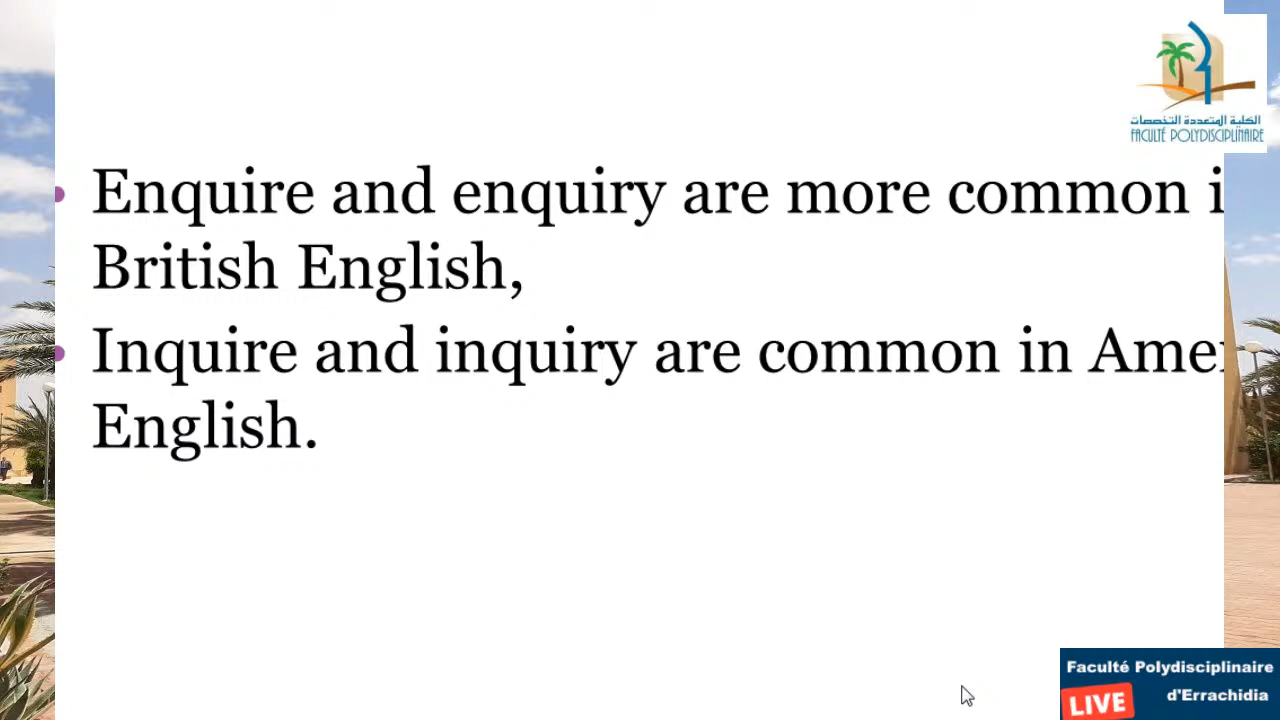 الكلية المتعددة التخصصات
FACULTÉ POLYDISCIPLINAIRE
• Enquire and enquiry are more common i
British English,
• Inquire and inquiry are common in Amer
English.
Faculté Polydisciplinaire
d'Errachidia
LIVE